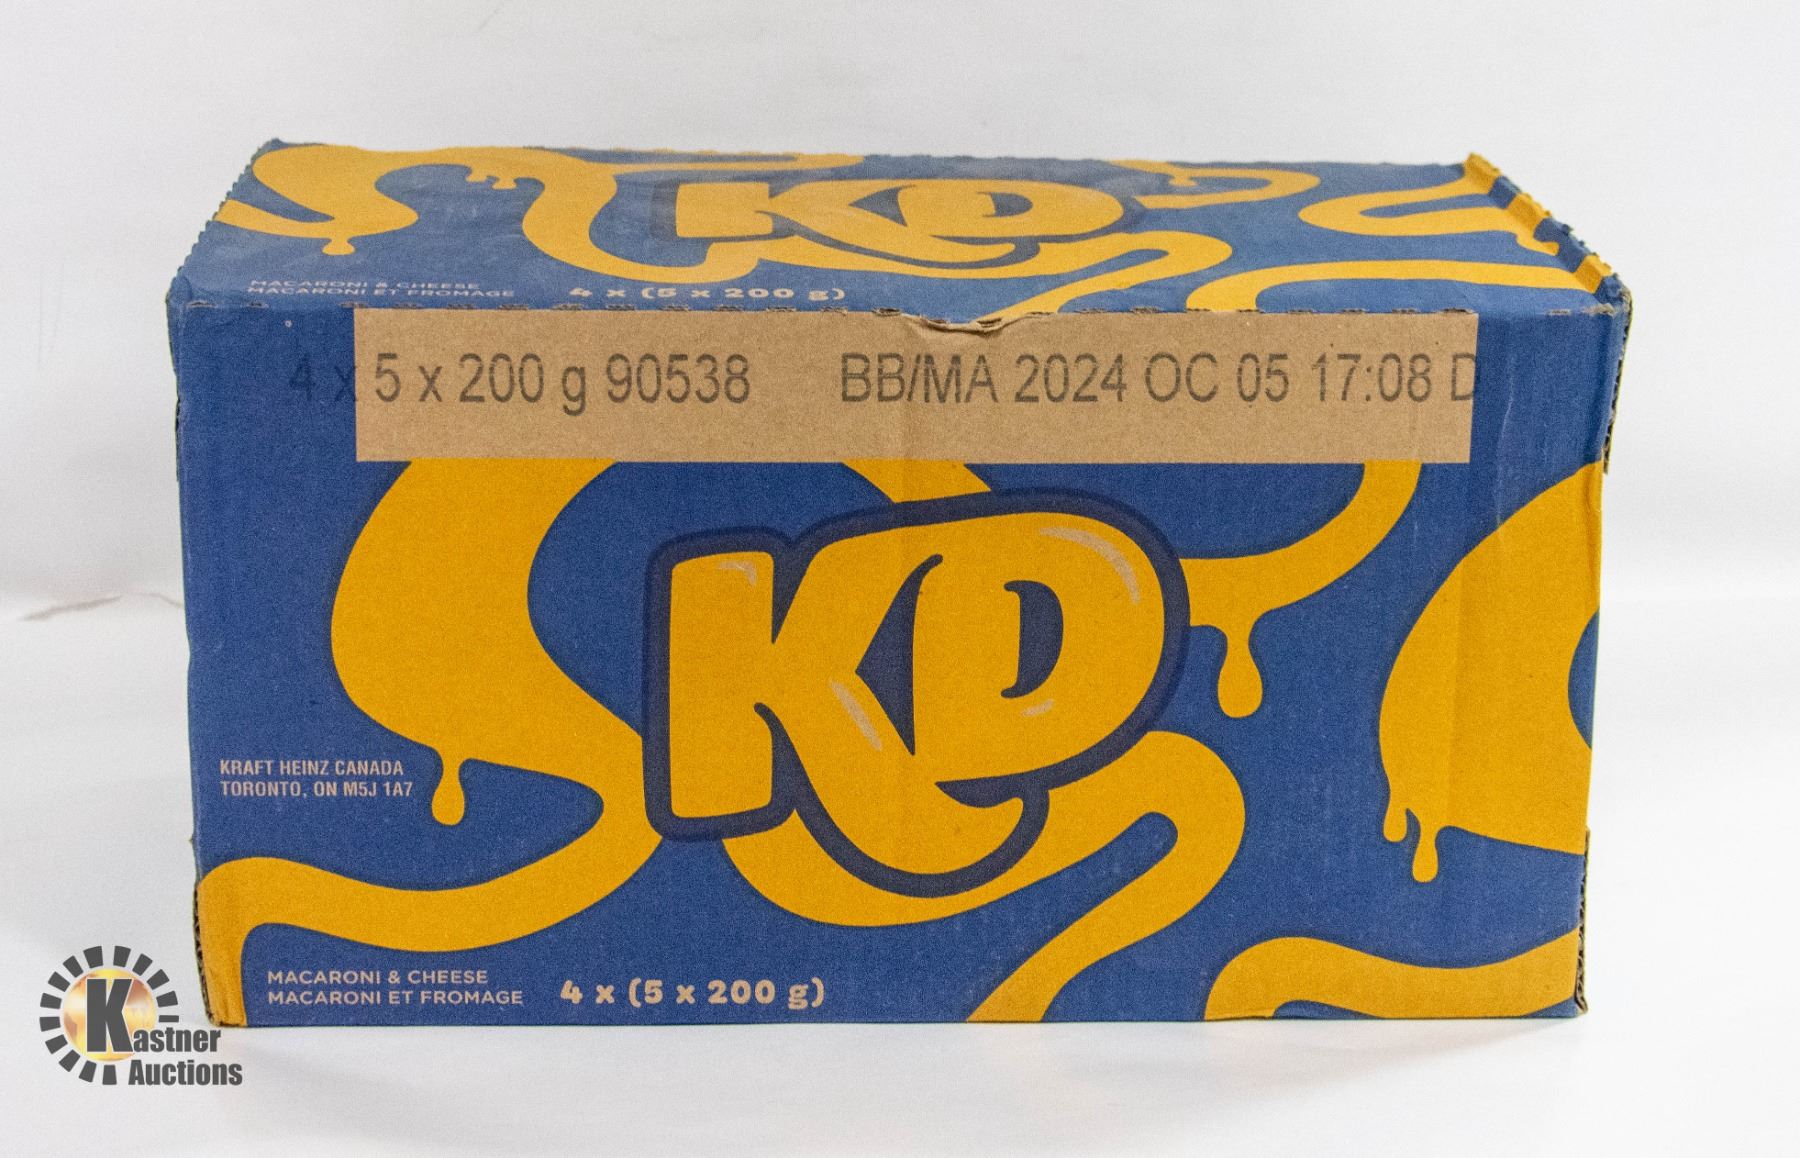 KD
MACARONI & CHEESE
MACARONI ET FROMAGE
4 x (5 x 200 g)
4 x 5 x 200 g 90538 BB/MA 2024 OC 05 17:08 D
KD
KRAFT HEINZ CANADA
TORONTO, ON M5J 1A7
MACARONI & CHEESE
MACARONI ET FROMAGE
4 x (5 x 200 g)
Kastner
Auctions